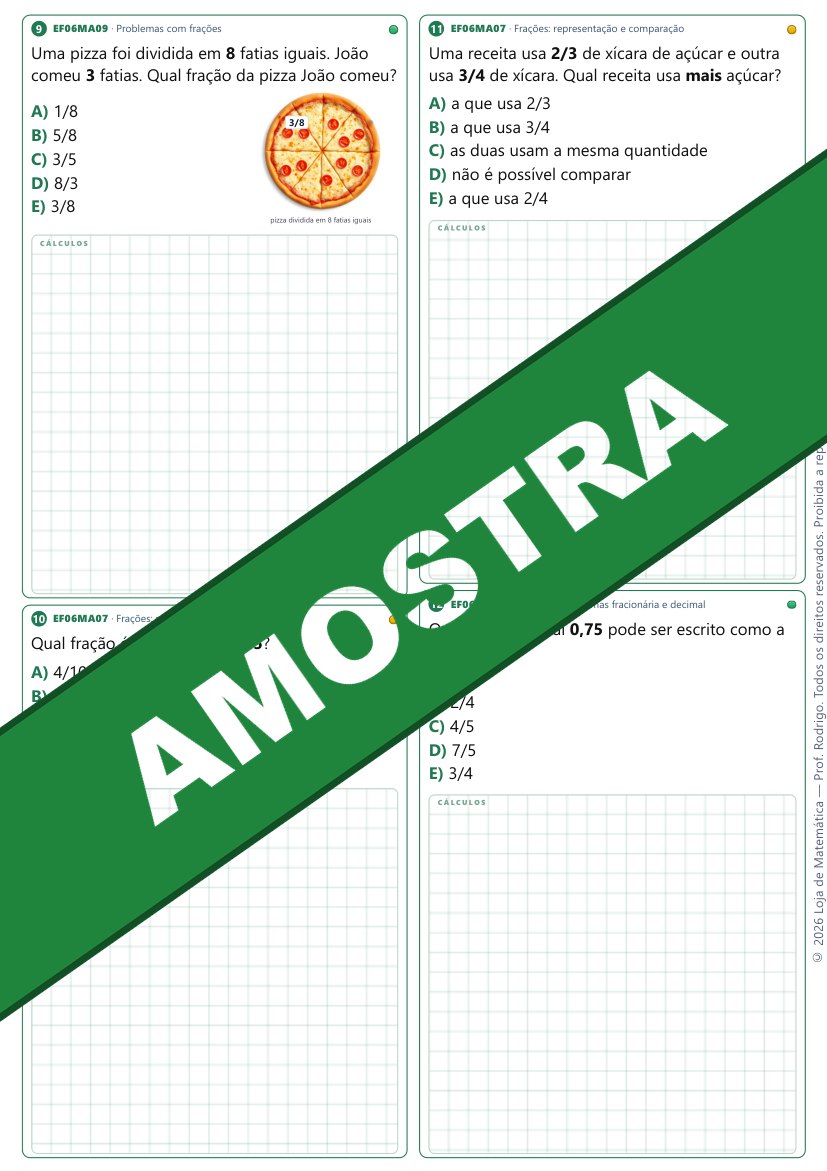 9 EF06MA09 · Problemas com frações
Uma pizza foi dividida em 8 fatias iguais. João
comeu 3 fatias. Qual fração da pizza João comeu?
A) 1/8
B) 5/8
C) 3/5
D) 8/3
E) 3/8
3/8
pizza dividida em 8 fatias iguais
CÁLCULOS
10 EF06MA07 · Frações:
Qual fração
?
A)
B)
11 EF06MA07 · Frações: representação e comparação
Uma receita usa 2/3 de xícara de açúcar e outra
usa 3/4 de xícara. Qual receita usa mais açúcar?
A) a que usa 2/3
B) a que usa 3/4
C) as duas usam a mesma quantidade
D) não é possível comparar
E) a que usa 2/4
CÁLCULOS
fracionária e decimal
0,75 pode ser escrito como a
2/4
C) 4/5
D) 7/5
E) 3/4
CÁLCULOS
AMOSTRA
© 2026 Loja de Matemática — Prof. Rodrigo. Todos os direitos reservados. Proibida a